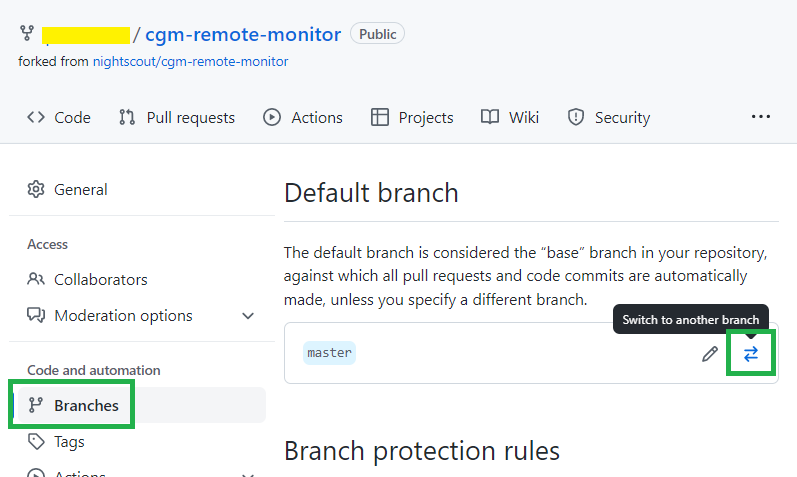 / cgm-remote-monitor Public
forked from nightscout/cgm-remote-monitor
Code Pull requests Actions Projects Wiki Security ...
General
Access
Collaborators
Moderation options
Code and automation
Branches
Tags
Actions
Default branch
The default branch is considered the “base” branch in your repository,
against which all pull requests and code commits are automatically
made, unless you specify a different branch.
Switch to another branch
master
Branch protection rules